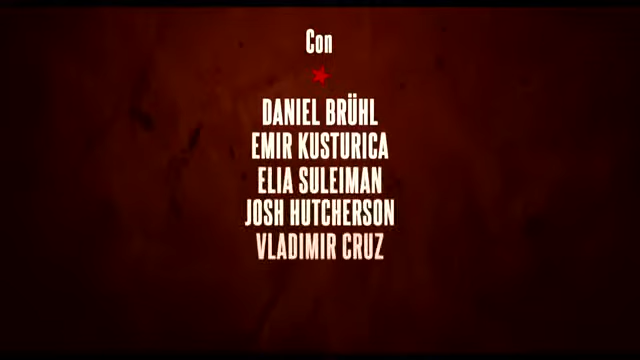 Con
DANIEL BRÜHL
EMIR KUSTURICA
ELIA SULEIMAN
JOSH HUTCHERSON
VLADIMIR CRUZ